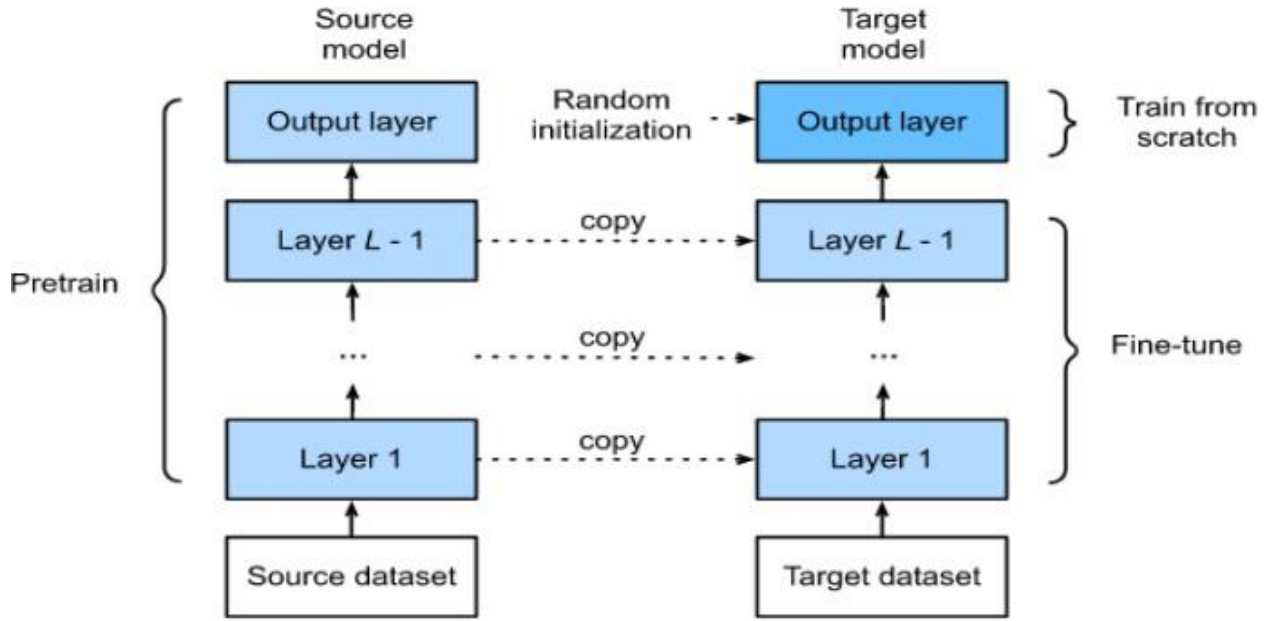 Source
model
Target
model
Output layer
Random
initialization
Output layer
Train from
scratch
Layer L - 1
copy
Layer L - 1
Pretrain
...
copy
...
Fine-tune
Layer 1
copy
Layer 1
Source dataset
Target dataset